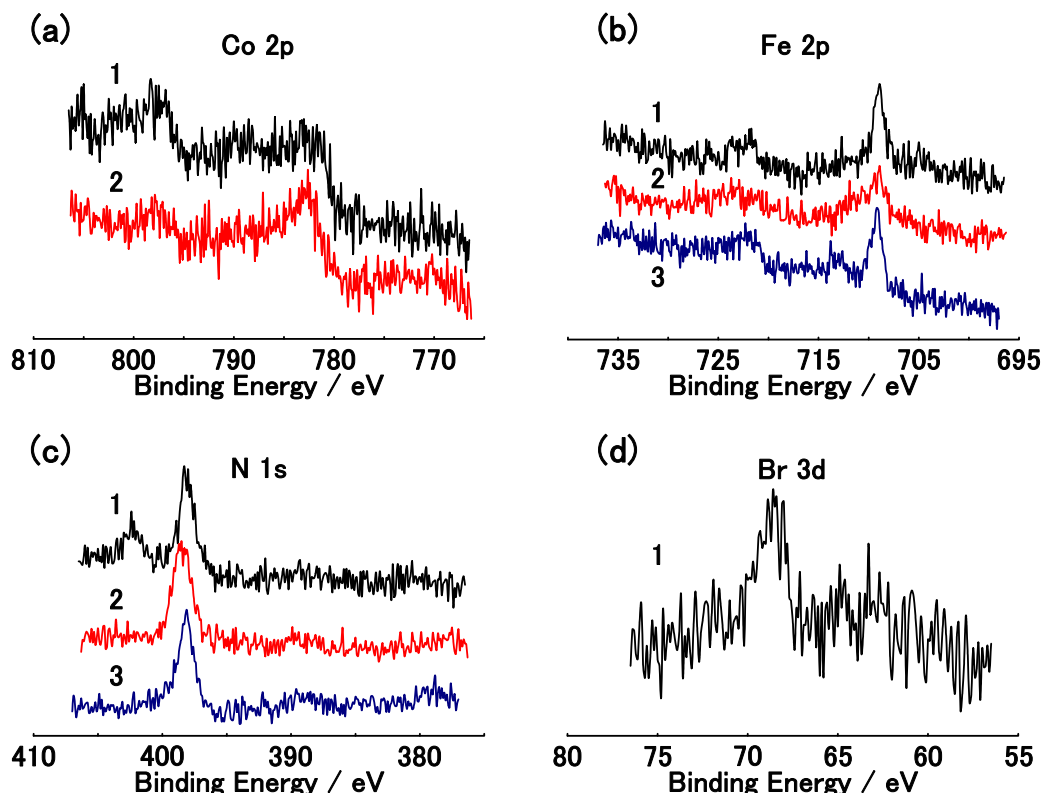 (a)
Co 2p
1
2
810 800 790 780 770
Binding Energy / eV
(b)
Fe 2p
1
2
3
735 725 715 705 695
Binding Energy / eV
(c)
N 1s
1
2
3
410 400 390 380
Binding Energy / eV
(d)
Br 3d
1
80 75 70 65 60 55
Binding Energy / eV